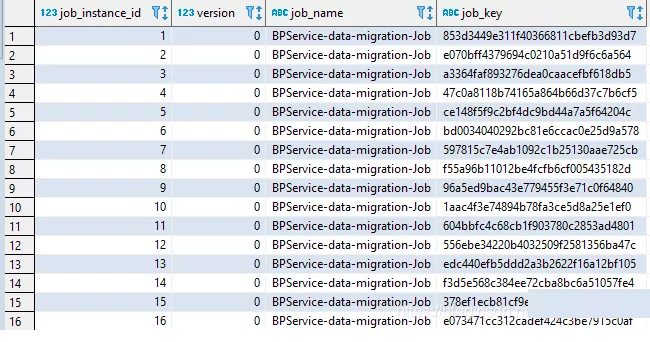 123 job_instance_id 123 version ABC job_name ABC job_key
1 1 0 BPService-data-migration-Job 853d3449e311f40366811cbefb3d93d7
2 2 0 BPService-data-migration-Job e070bff4379694c0210a51d9f6c6a564
3 3 0 BPService-data-migration-Job a3364faf893276dea0caacefbf618db5
4 4 0 BPService-data-migration-Job 47c0a8118b74165a864b66d37c7b6cf5
5 5 0 BPService-data-migration-Job ce148f5f9c2bf4dc9bd44a7a5f64204c
6 6 0 BPService-data-migration-Job bd0034040292bc81e6ccac0e25d9a578
7 7 0 BPService-data-migration-Job 597815c7e4ab1092c1b25130aae725cb
8 8 0 BPService-data-migration-Job f55a96b11012be4fcfb6cf005435182d
9 9 0 BPService-data-migration-Job 96a5ed9bac43e779455f3e71c0f64840
10 10 0 BPService-data-migration-Job 1aac4f3e74894b78fa3ce5d8a25e1ef0
11 11 0 BPService-data-migration-Job 604bbfc4c68cb1f903780c2853ad4801
12 12 0 BPService-data-migration-Job 556ebe34220b4032509f2581356ba47c
13 13 0 BPService-data-migration-Job edc440efb5ddd2a3b2622f16a12bf105
14 14 0 BPService-data-migration-Job f3d5e568c384ee72cba8bc6a51057fe4
15 15 0 BPService-data-migration-Job 378ef1ecb81cf9e
16 16 0 BPService-data-migration-Job e073471cc312cadef424c3be7915c0af